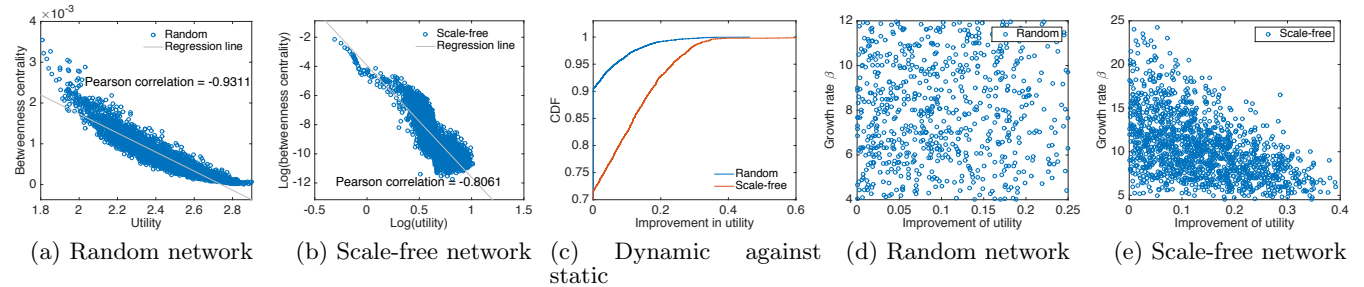 ×10⁻³
Betweenness centrality
4
3
2
1
0
Random
Regression line
Pearson correlation = -0.9311
1.8 2 2.2 2.4 2.6 2.8
Utility
(a) Random network
Log(betweenness centrality)
-2
-4
-6
-8
-10
-12
Scale-free
Regression line
Pearson correlation = -0.8061
-0.5 0 0.5 1 1.5
Log(utility)
(b) Scale-free network
CDF
1
0.95
0.9
0.85
0.8
0.75
0.7
Random
Scale-free
0 0.2 0.4 0.6
Improvement in utility
(c) Dynamic against
static
Growth rate β
12
10
8
6
4
Random
0 0.05 0.1 0.15 0.2 0.25
Improvement of utility
(d) Random network
Growth rate β
25
20
15
10
5
Scale-free
0 0.1 0.2 0.3 0.4
Improvement of utility
(e) Scale-free network